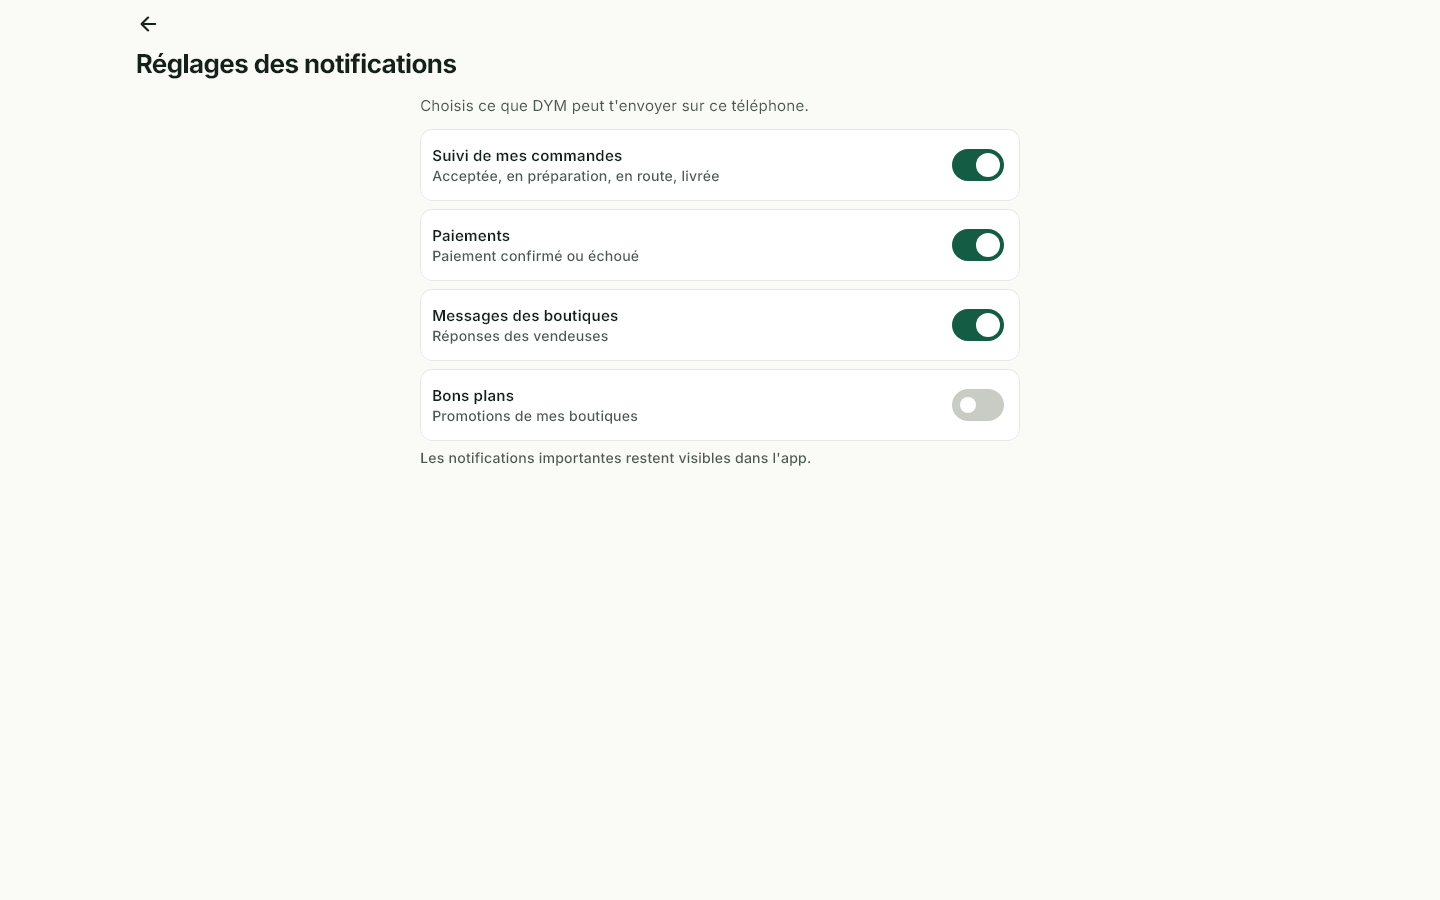 Réglages des notifications
Choisis ce que DYM peut t'envoyer sur ce téléphone.
Suivi de mes commandes
Acceptée, en préparation, en route, livrée
Paiements
Paiement confirmé ou échoué
Messages des boutiques
Réponses des vendeuses
Bons plans
Promotions de mes boutiques
Les notifications importantes restent visibles dans l'app.